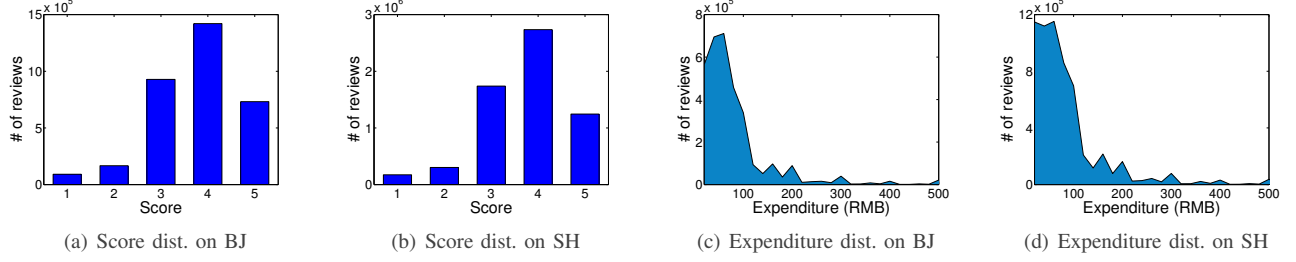 15 x 10^5
10
5
0
# of reviews
1 2 3 4 5
Score
(a) Score dist. on BJ
3 x 10^6
2
1
0
# of reviews
1 2 3 4 5
Score
(b) Score dist. on SH
8 x 10^5
6
4
2
0
# of reviews
100 200 300 400 500
Expenditure (RMB)
(c) Expenditure dist. on BJ
12 x 10^5
8
4
0
# of reviews
100 200 300 400 500
Expenditure (RMB)
(d) Expenditure dist. on SH